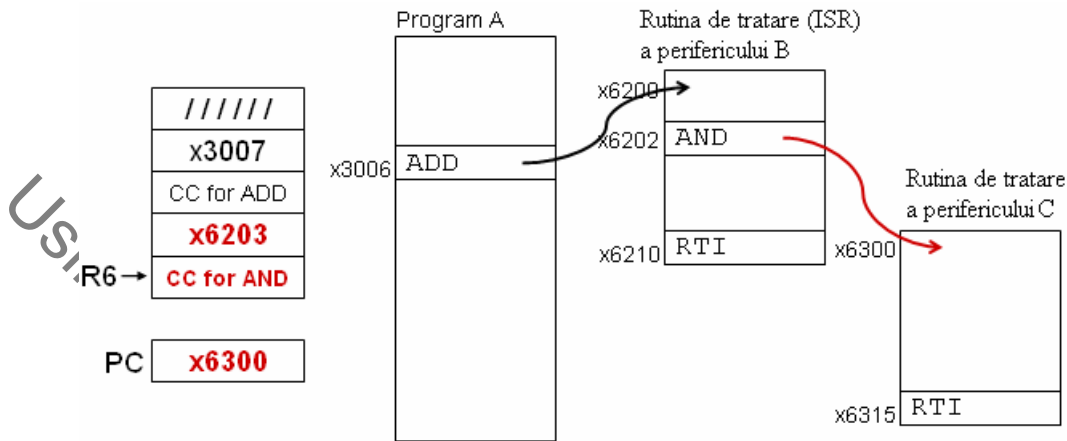 Program A
Rutina de tratare (ISR)
a perifericului B
//////
x3007
CC for ADD
x6203
R6→ CC for AND
PC x6300
x3006 ADD
x6200
x6202 AND
x6210 RTI
Rutina de tratare
a perifericului C
x6300
x6315 RTI